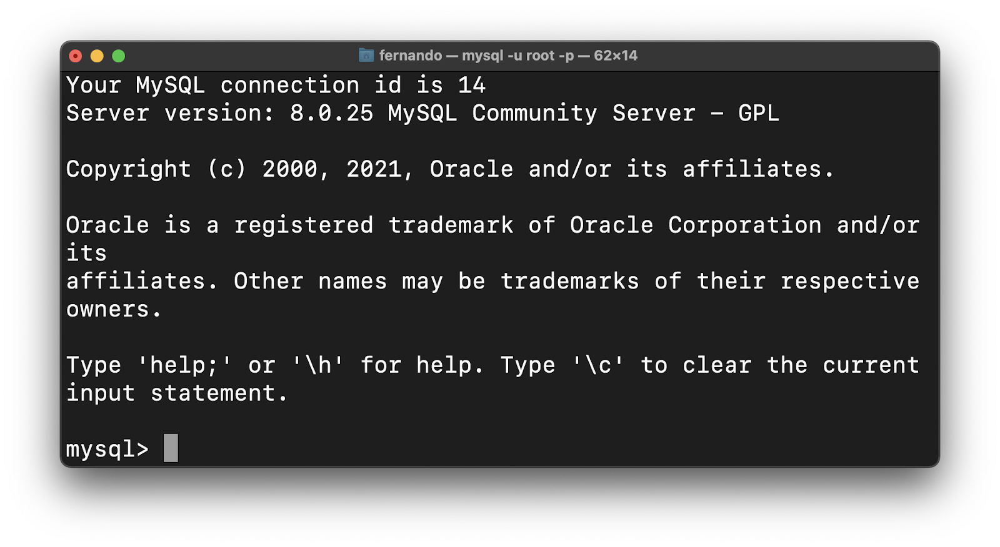 fernando — mysql -u root -p — 62×14
Your MySQL connection id is 14
Server version: 8.0.25 MySQL Community Server - GPL
Copyright (c) 2000, 2021, Oracle and/or its affiliates.
Oracle is a registered trademark of Oracle Corporation and/or
its
affiliates. Other names may be trademarks of their respective
owners.
Type 'help;' or '\h' for help. Type '\c' to clear the current
input statement.
mysql>